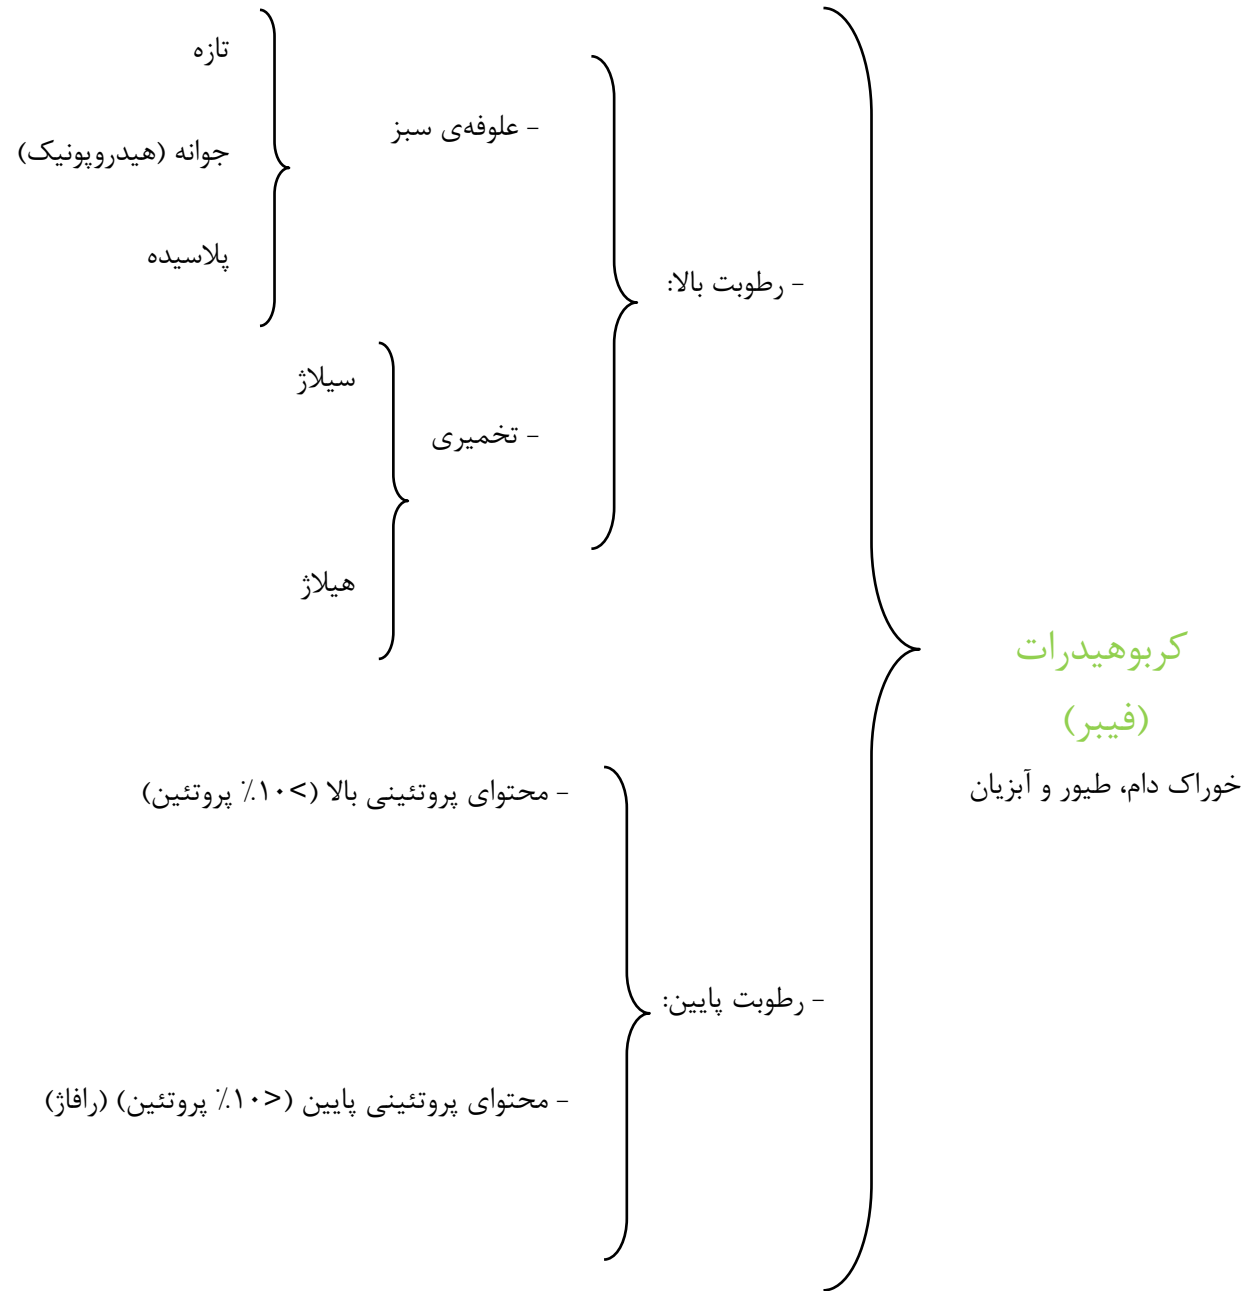 کربوهیدرات
(فیبر)
خوراک دام، طیور و آبزیان
- رطوبت بالا:
- علوفه‌ی سبز
تازه
جوانه (هیدروپونیک)
پلاسیده
- تخمیری
سیلاژ
هیلاژ
- رطوبت پایین:
- محتوای پروتئینی بالا (>۱۰٪ پروتئین)
- محتوای پروتئینی پایین (<۱۰٪ پروتئین) (رافاژ)